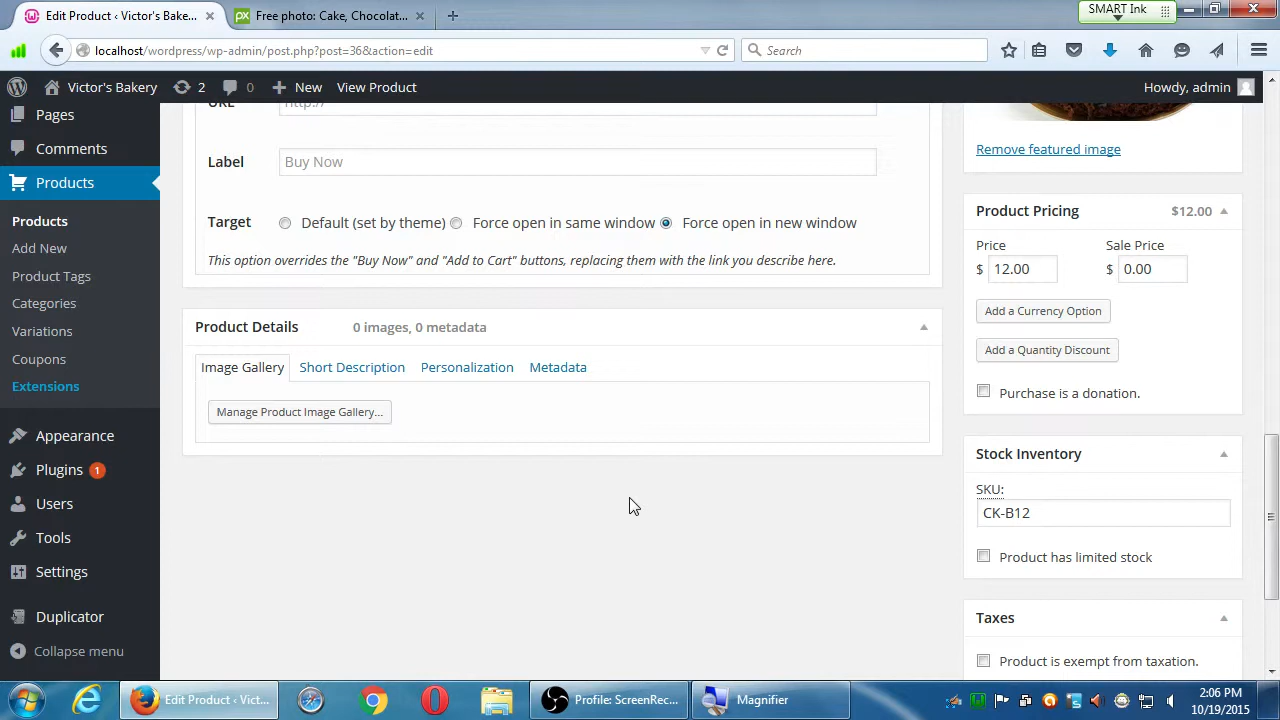 Edit Product ‹ Victor's Bake...
Free photo: Cake, Chocolat...
SMART Ink
localhost/wordpress/wp-admin/post.php?post=36&action=edit
Search
Victor's Bakery
2
0
New
View Product
Howdy, admin
Pages
Comments
Products
Products
Add New
Product Tags
Categories
Variations
Coupons
Extensions
Appearance
Plugins 1
Users
Tools
Settings
Duplicator
Collapse menu
URL
http://
Label
Buy Now
Target
Default (set by theme)
Force open in same window
Force open in new window
This option overrides the "Buy Now" and "Add to Cart" buttons, replacing them with the link you describe here.
Product Details
0 images, 0 metadata
Image Gallery
Short Description
Personalization
Metadata
Manage Product Image Gallery...
Remove featured image
Product Pricing
$12.00
Price
Sale Price
$ 12.00
$ 0.00
Add a Currency Option
Add a Quantity Discount
Purchase is a donation.
Stock Inventory
SKU:
CK-B12
Product has limited stock
Taxes
Product is exempt from taxation.
Edit Product ‹ Vict...
Profile: ScreenRec...
Magnifier
2:06 PM
10/19/2015